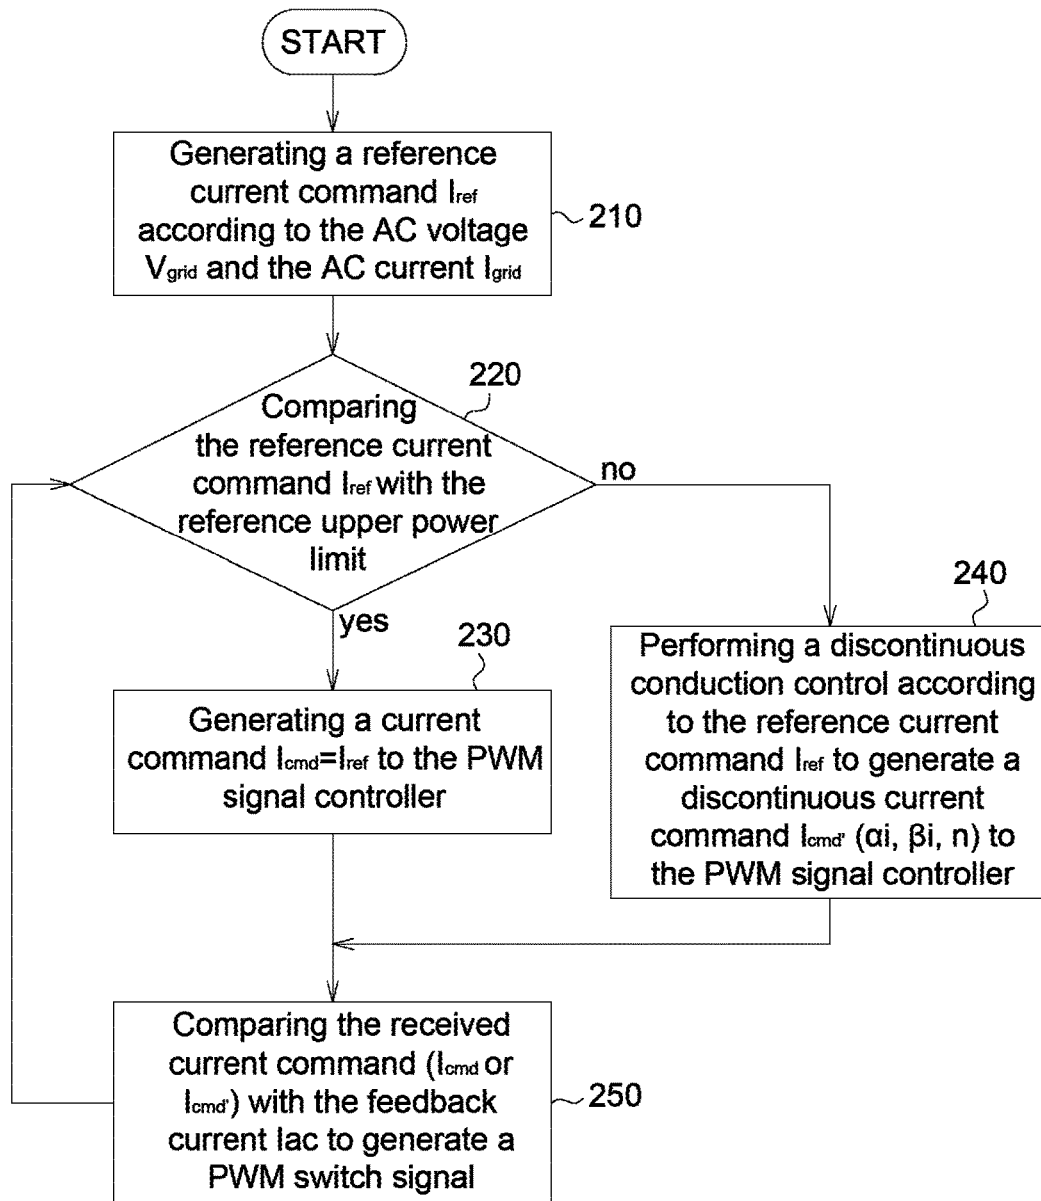 START
Generating a reference
current command Iref
according to the AC voltage
Vgrid and the AC current Igrid
210
220
Comparing
the reference current
command Iref with the
reference upper power
limit
no
yes
230
Generating a current
command Icmd=Iref to the PWM
signal controller
240
Performing a discontinuous
conduction control according
to the reference current
command Iref to generate a
discontinuous current
command Icmd' (αi, βi, n) to
the PWM signal controller
Comparing the received
current command (Icmd or
Icmd') with the feedback
current Iac to generate a
PWM switch signal
250